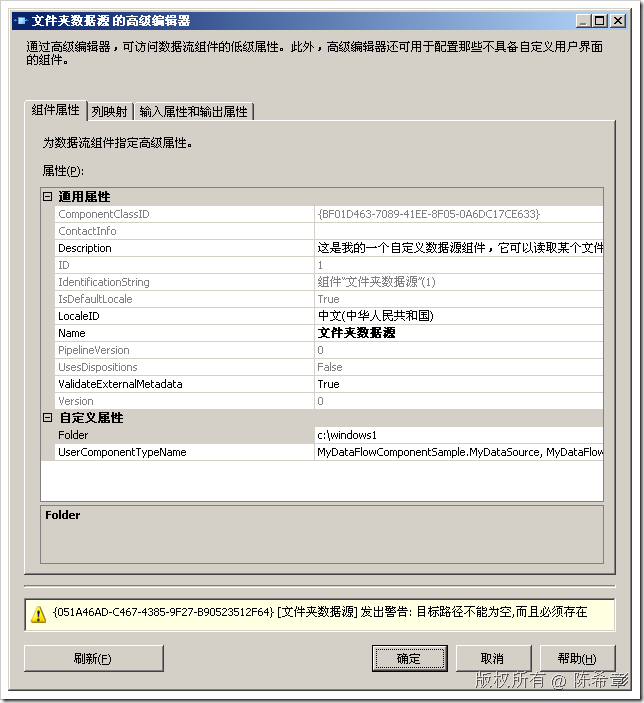 文件夹数据源 的高级编辑器
通过高级编辑器，可访问数据流组件的低级属性。此外，高级编辑器还可用于配置那些不具备自定义用户界面
的组件。
组件属性 列映射 输入属性和输出属性
为数据流组件指定高级属性。
属性(P):
通用属性
ComponentClassID {BF01D463-7089-41EE-8F05-0A6DC17CE633}
ContactInfo
Description 这是我的一个自定义数据源组件，它可以读取某个文件
ID 1
IdentificationString 组件“文件夹数据源”(1)
IsDefaultLocale True
LocaleID 中文(中华人民共和国)
Name 文件夹数据源
PipelineVersion 0
UsesDispositions False
ValidateExternalMetadata True
Version 0
自定义属性
Folder c:\windows1
UserComponentTypeName MyDataFlowComponentSample.MyDataSource, MyDataFlow
Folder
{051A46AD-C467-4385-9F27-B90523512F64} [文件夹数据源] 发出警告: 目标路径不能为空,而且必须存在
刷新(F) 确定 取消 帮助(H)
版权所有 @ 陈希章